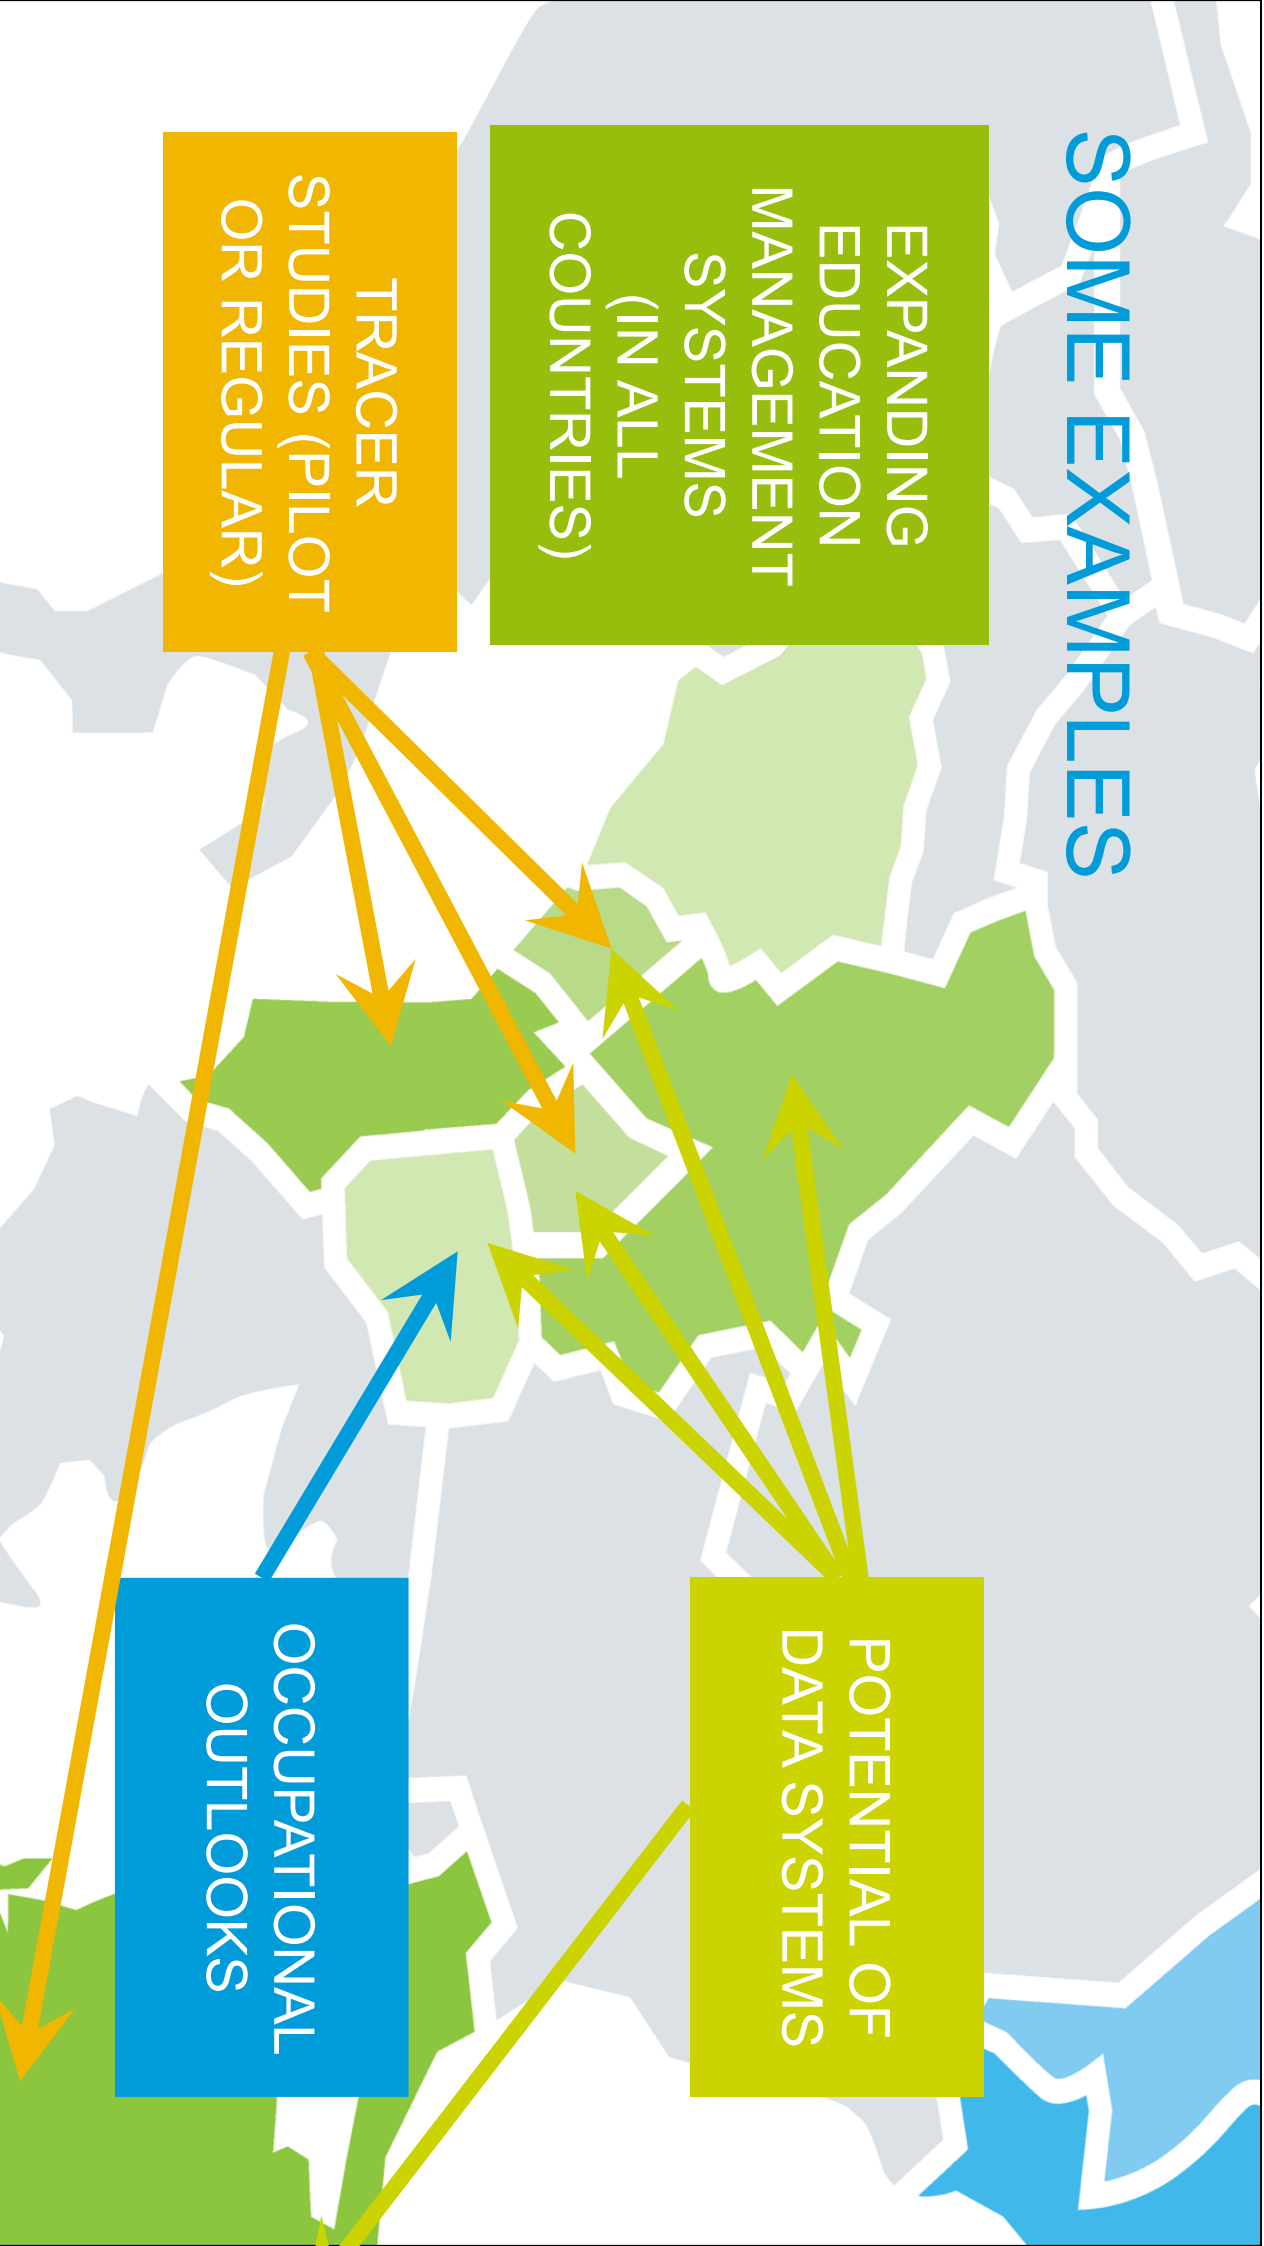 SOME EXAMPLES
EXPANDING
EDUCATION
MANAGEMENT
SYSTEMS
(IN ALL
COUNTRIES)
TRACER
STUDIES (PILOT
OR REGULAR)
POTENTIAL OF
DATA SYSTEMS
OCCUPATIONAL
OUTLOOKS